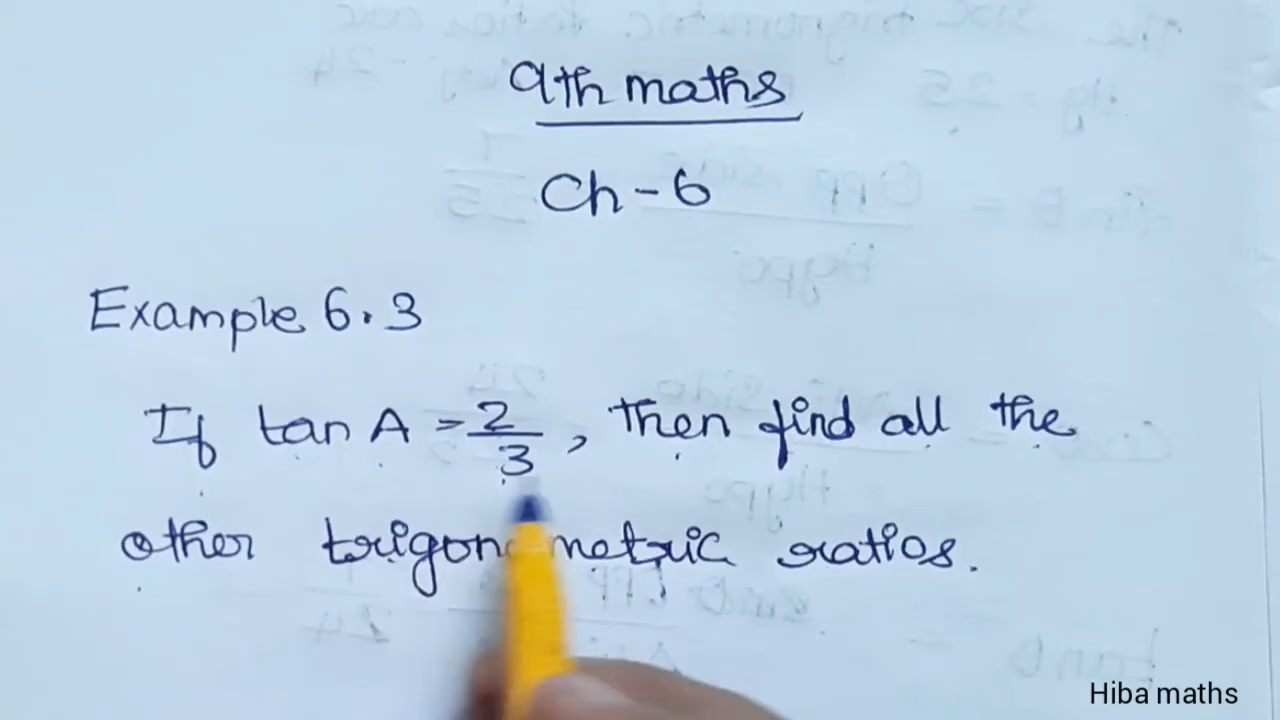 9th maths
Ch - 6
Example 6.3
If tan A = 2/3, then find all the
other trigonometric ratios.
Hiba maths